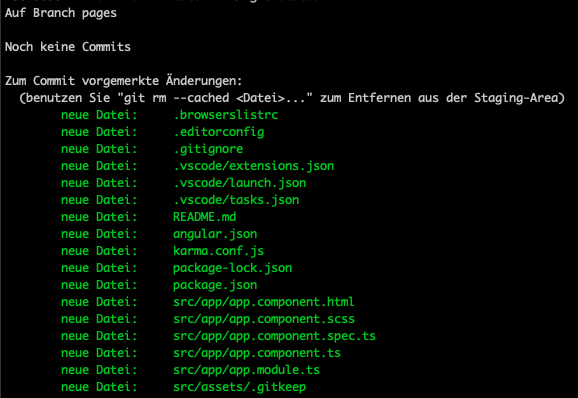 Auf Branch pages
Noch keine Commits
Zum Commit vorgemerkte Änderungen:
(benutzen Sie "git rm --cached <Datei>..." zum Entfernen aus der Staging-Area)
neue Datei: .browserslistrc
neue Datei: .editorconfig
neue Datei: .gitignore
neue Datei: .vscode/extensions.json
neue Datei: .vscode/launch.json
neue Datei: .vscode/tasks.json
neue Datei: README.md
neue Datei: angular.json
neue Datei: karma.conf.js
neue Datei: package-lock.json
neue Datei: package.json
neue Datei: src/app/app.component.html
neue Datei: src/app/app.component.scss
neue Datei: src/app/app.component.spec.ts
neue Datei: src/app/app.component.ts
neue Datei: src/app/app.module.ts
neue Datei: src/assets/.gitkeep